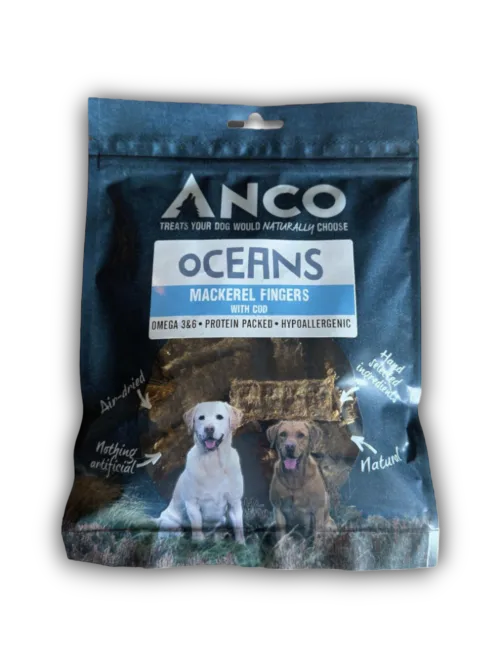 ANCO
TREATS YOUR DOG WOULD NATURALLY CHOOSE
OCEANS
MACKEREL FINGERS
WITH COD
OMEGA 3&6 • PROTEIN PACKED • HYPOALLERGENIC
Air-dried
Hand
selected
ingredients
Nothing
artificial
Natural